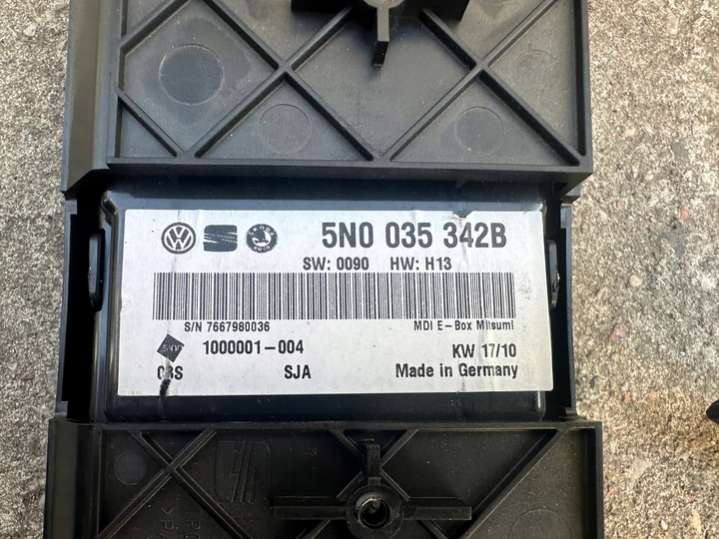 5N0 035 342B
SW: 0090 HW: H13
S/N 7667980036 MDI E-Box Mitsumi
1000001-004 KW 17/10
SJA Made in Germany